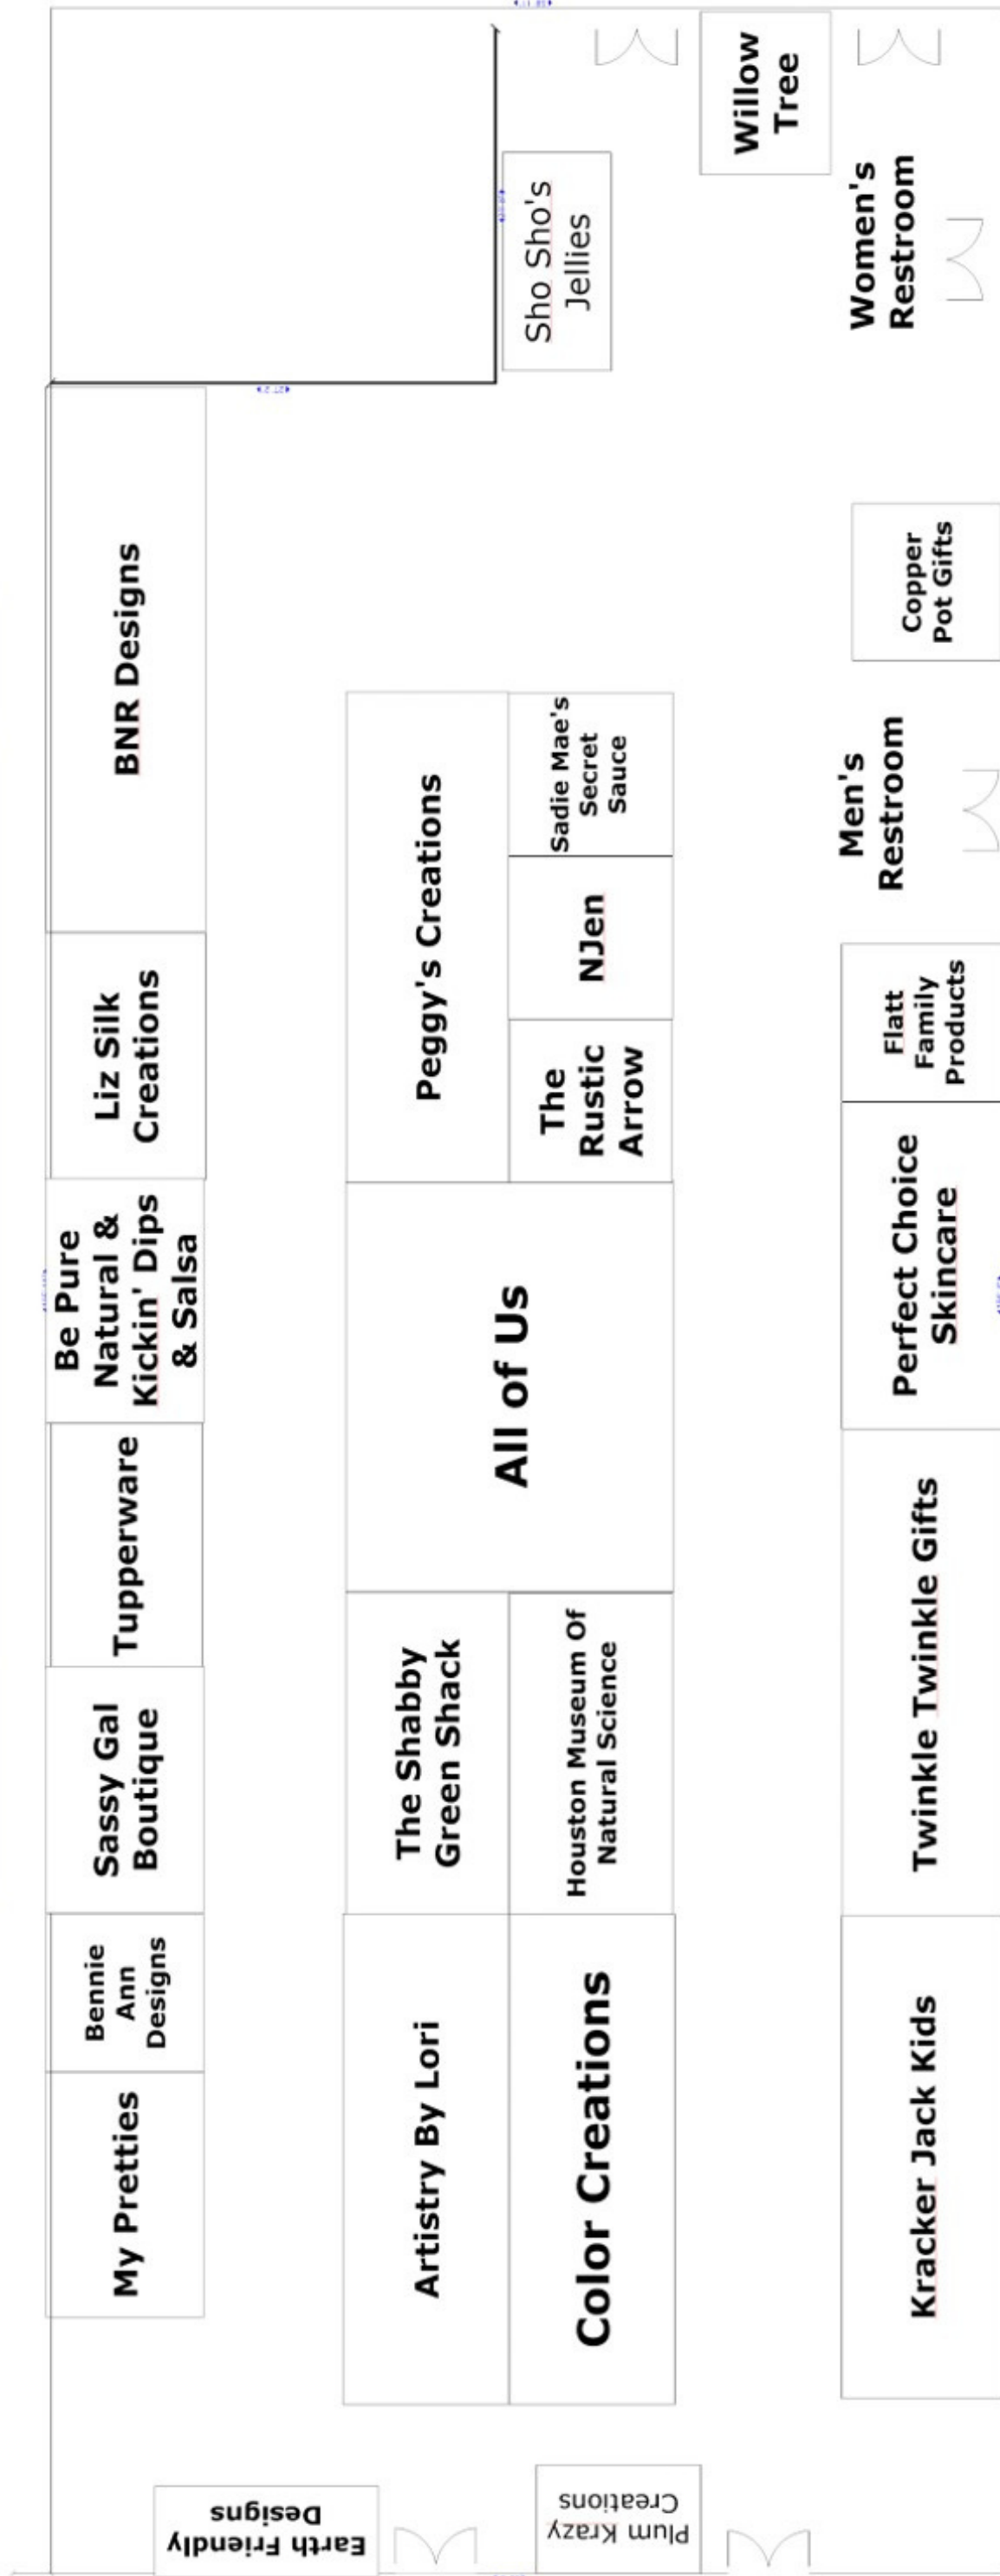 Willow
Tree
Sho Sho's
Jellies
Women's
Restroom
BNR Designs
Copper
Pot Gifts
Peggy's Creations
Sadie Mae's
Secret
Sauce
Men's
Restroom
NJen
Liz Silk
Creations
Flatt
Family
Products
The
Rustic
Arrow
Be Pure
Natural &
Kickin' Dips
& Salsa
All of Us
Perfect Choice
Skincare
Tupperware
Twinkle Twinkle Gifts
Sassy Gal
Boutique
The Shabby
Green Shack
Houston Museum Of
Natural Science
Bennie
Ann
Designs
My Pretties
Artistry By Lori
Color Creations
Kracker Jack Kids
Earth Friendly
Designs
Plum Krazy
Creations